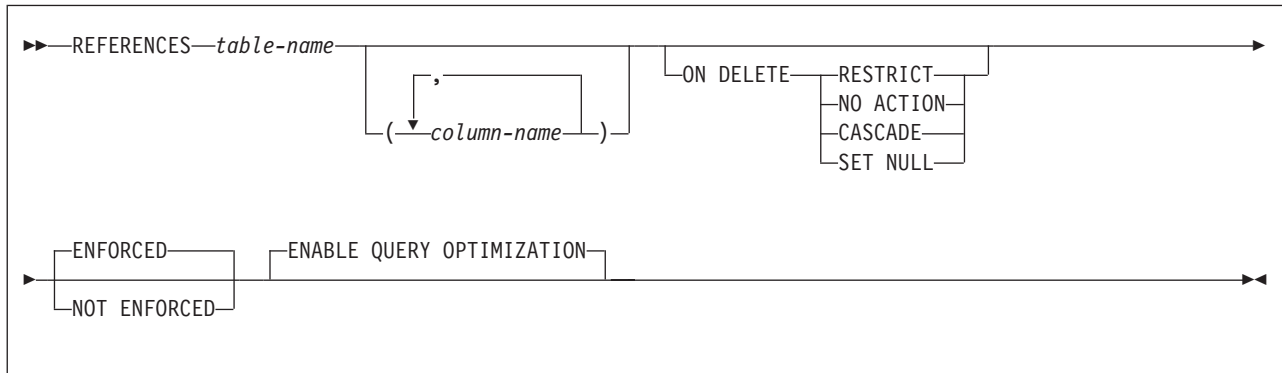 REFERENCES table-name
,
( column-name )
ON DELETE RESTRICT
NO ACTION
CASCADE
SET NULL
ENFORCED
NOT ENFORCED
ENABLE QUERY OPTIMIZATION